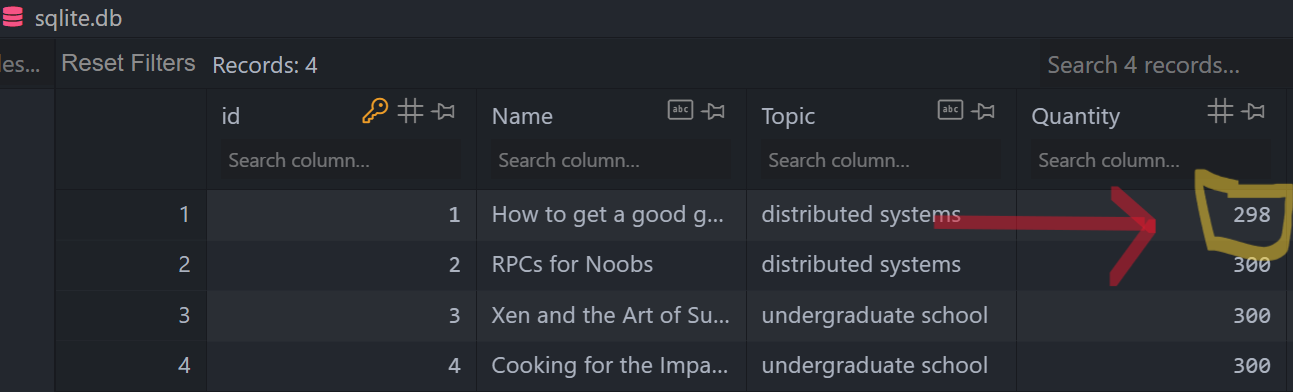 sqlite.db
les... Reset Filters Records: 4 Search 4 records...
id abc Name abc Topic Quantity
Search column... Search column... Search column... Search column...
1 1 How to get a good g... distributed systems 298
2 2 RPCs for Noobs distributed systems 300
3 3 Xen and the Art of Su... undergraduate school 300
4 4 Cooking for the Impa... undergraduate school 300